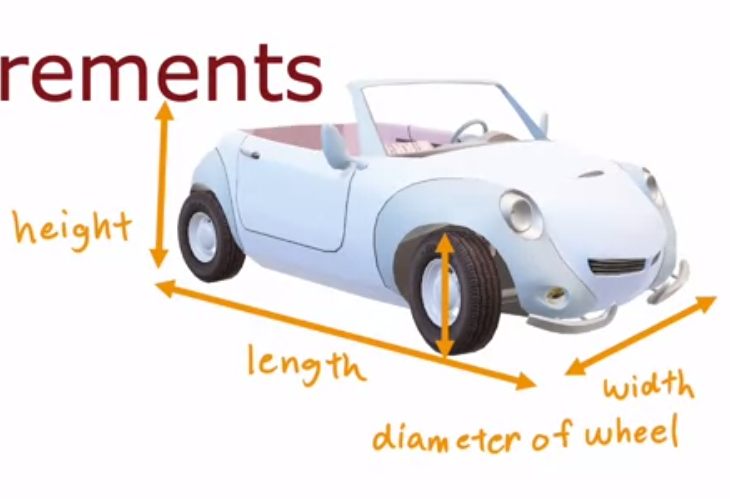 rements
height
length
width
diameter of wheel